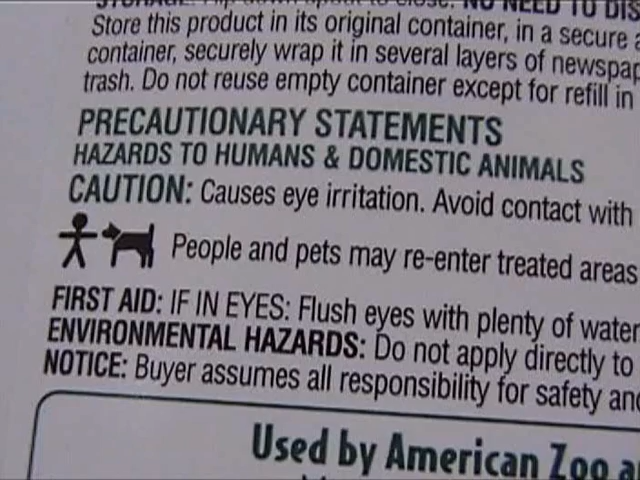 NO NEED TO DIS
Store this product in its original container, in a secure a
container, securely wrap it in several layers of newspap
trash. Do not reuse empty container except for refill in
PRECAUTIONARY STATEMENTS
HAZARDS TO HUMANS & DOMESTIC ANIMALS
CAUTION: Causes eye irritation. Avoid contact with
People and pets may re-enter treated areas
FIRST AID: IF IN EYES: Flush eyes with plenty of water
ENVIRONMENTAL HAZARDS: Do not apply directly to
NOTICE: Buyer assumes all responsibility for safety and
Used by American Zoo a